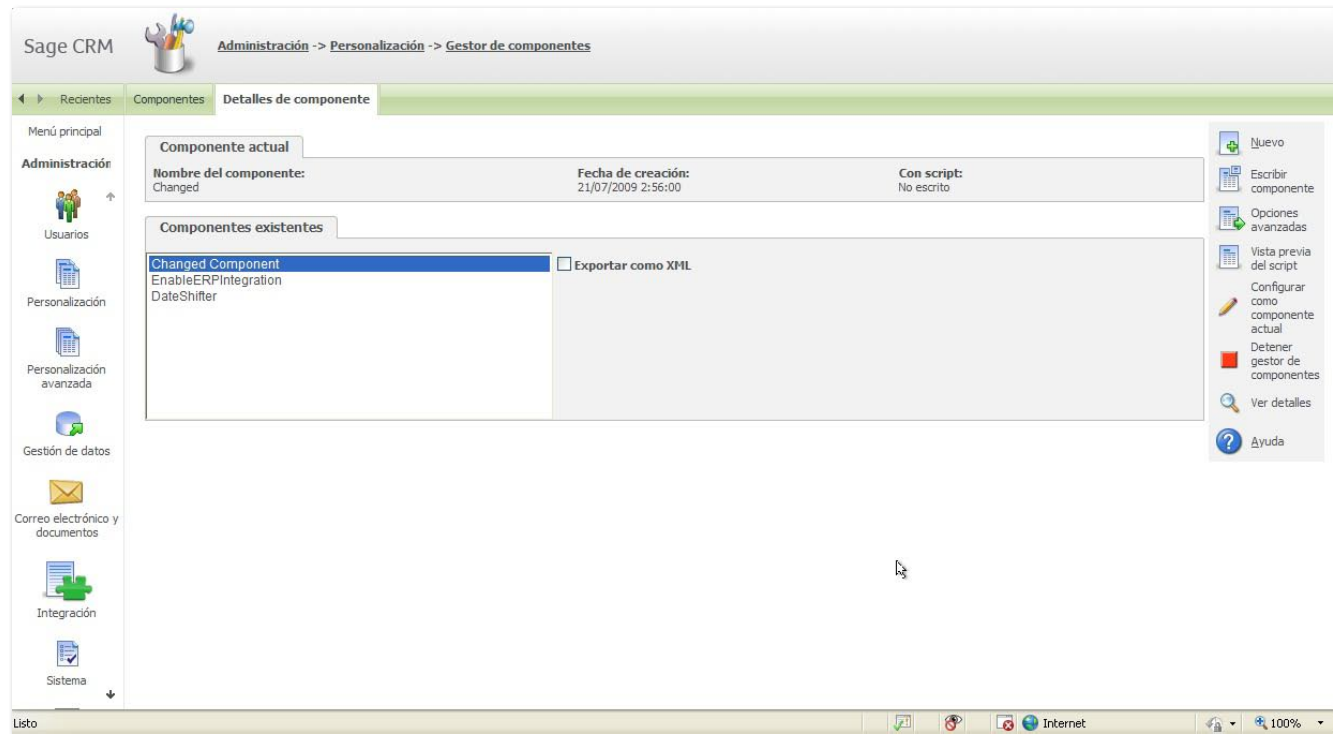 Sage CRM
Administración -> Personalización -> Gestor de componentes
Recientes
Componentes
Detalles de componente
Menú principal
Administración
Usuarios
Personalización
Personalización
avanzada
Gestión de datos
Correo electrónico y
documentos
Integración
Sistema
Componente actual
Nombre del componente:
Changed
Fecha de creación:
21/07/2009 2:56:00
Con script:
No escrito
Componentes existentes
Changed Component
EnableERPIntegration
DateShifter
Exportar como XML
Nuevo
Escribir
componente
Opciones
avanzadas
Vista previa
del script
Configurar
como
componente
actual
Detener
gestor de
componentes
Ver detalles
Ayuda
Listo
Internet
100%